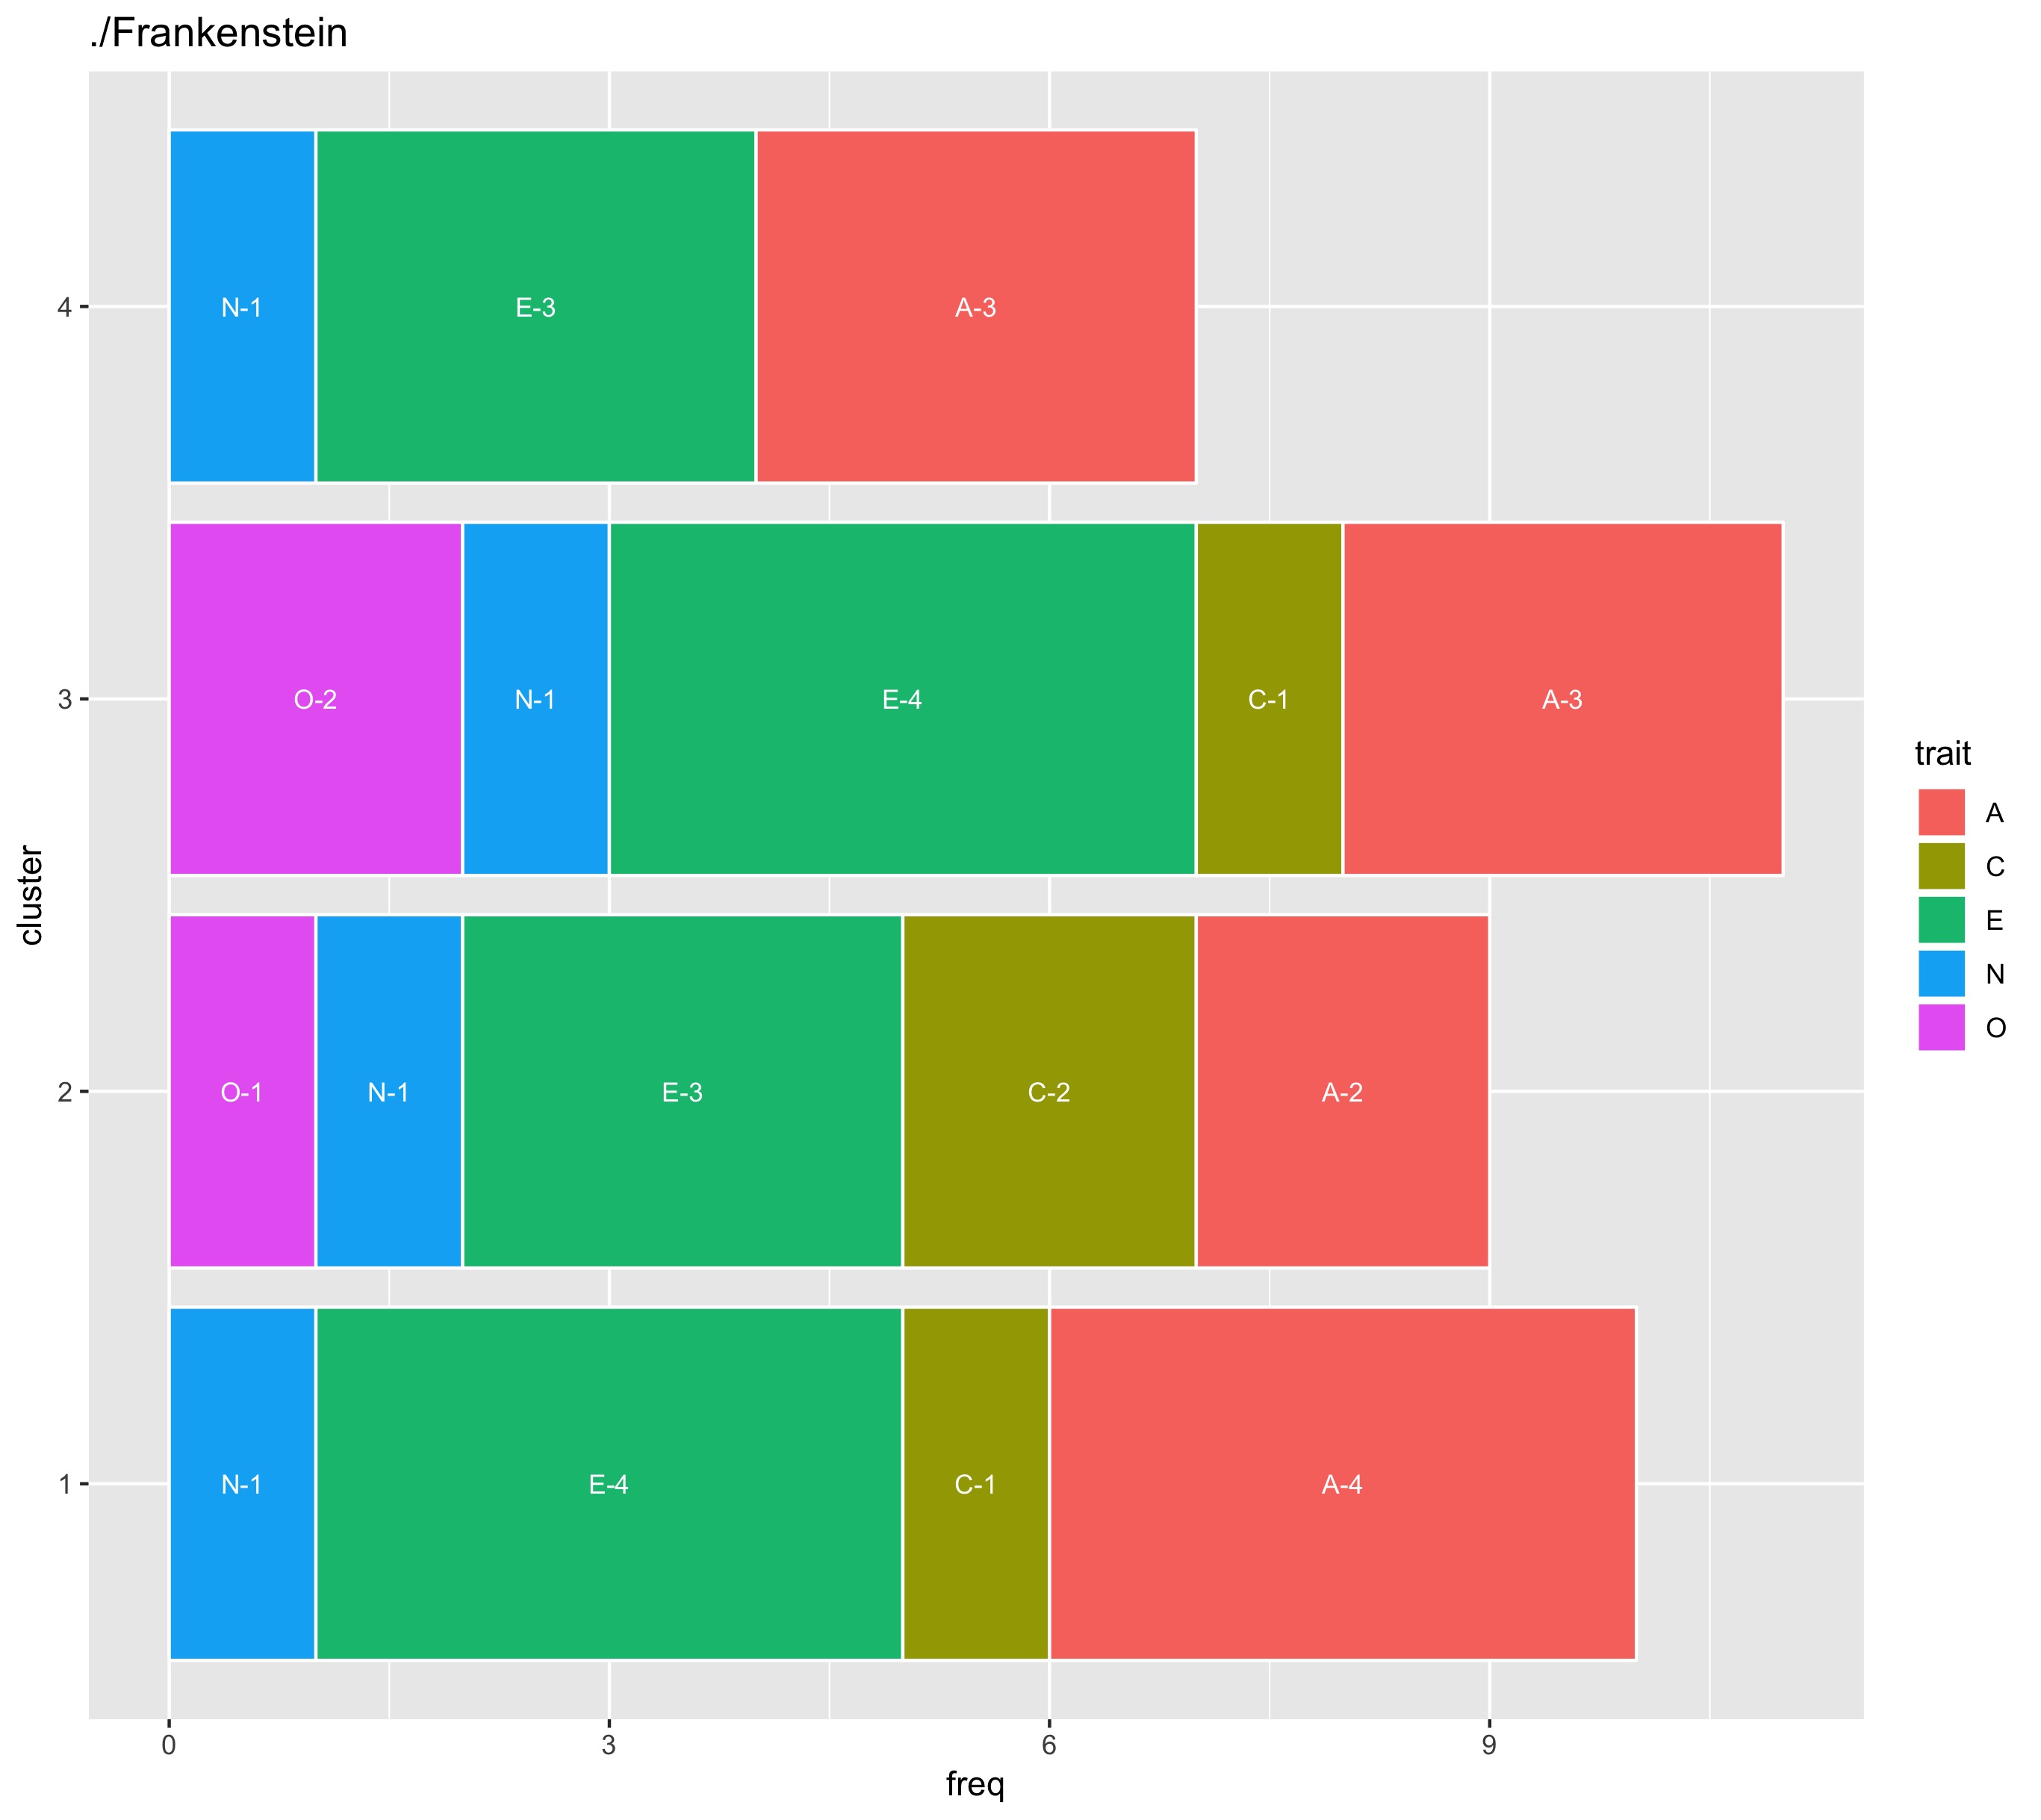 ./Frankenstein
4
N-1 E-3 A-3
3
O-2 N-1 E-4 C-1 A-3
2
O-1 N-1 E-3 C-2 A-2
1
N-1 E-4 C-1 A-4
0 3 6 9
freq
cluster
trait
A
C
E
N
O